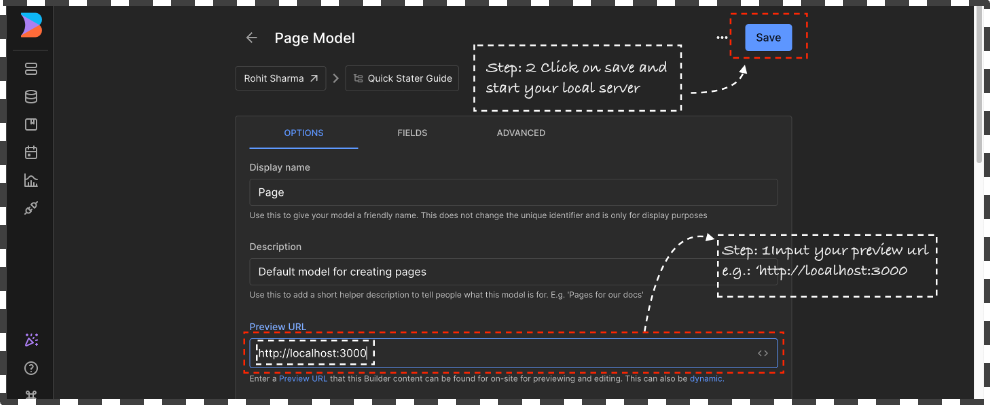 Page Model
Save
Step: 2 Click on save and
start your local server
Rohit Sharma
Quick Stater Guide
OPTIONS FIELDS ADVANCED
Display name
Page
Use this to give your model a friendly name. This does not change the unique identifier and is only for display purposes
Step: 1Input your preview url
e.g.: 'http://localhost:3000
Description
Default model for creating pages
Use this to add a short helper description to tell people what this model is for. E.g. 'Pages for our docs'
Preview URL
http://localhost:3000
Enter a Preview URL that this Builder content can be found for on-site for previewing and editing. This can also be dynamic.